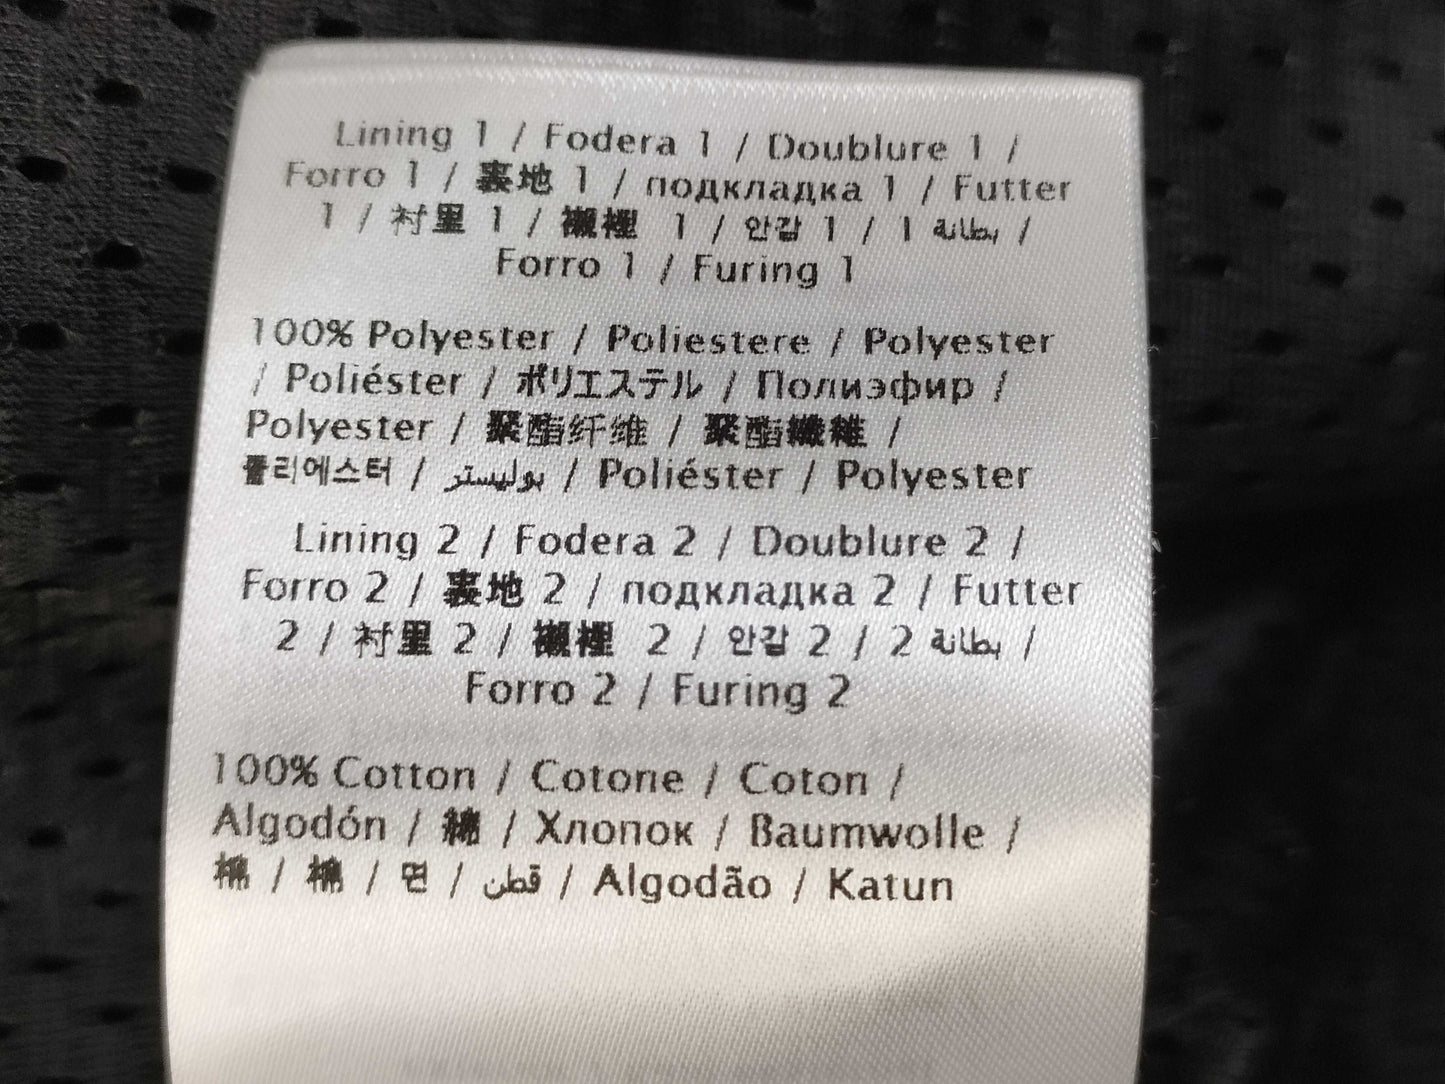 Lining 1 / Fodera 1 / Doublure 1 /
Forro 1 / 裏地 1 / подкладка 1 / Futter
1 / 衬里 1 / 襯裡 1 / 안감 1 / 1 بطانة /
Forro 1 / Furing 1
100% Polyester / Poliestere / Polyester
/ Poliéster / ポリエステル / Полиэфир /
Polyester / 聚酯纤维 / 聚酯纖維 /
폴리에스터 / بوليستر / Poliéster / Polyester
Lining 2 / Fodera 2 / Doublure 2 /
Forro 2 / 裏地 2 / подкладка 2 / Futter
2 / 衬里 2 / 襯裡 2 / 안감 2 / 2 بطانة /
Forro 2 / Furing 2
100% Cotton / Cotone / Coton /
Algodón / 綿 / Хлопок / Baumwolle /
棉 / 棉 / 면 / قطن / Algodão / Katun